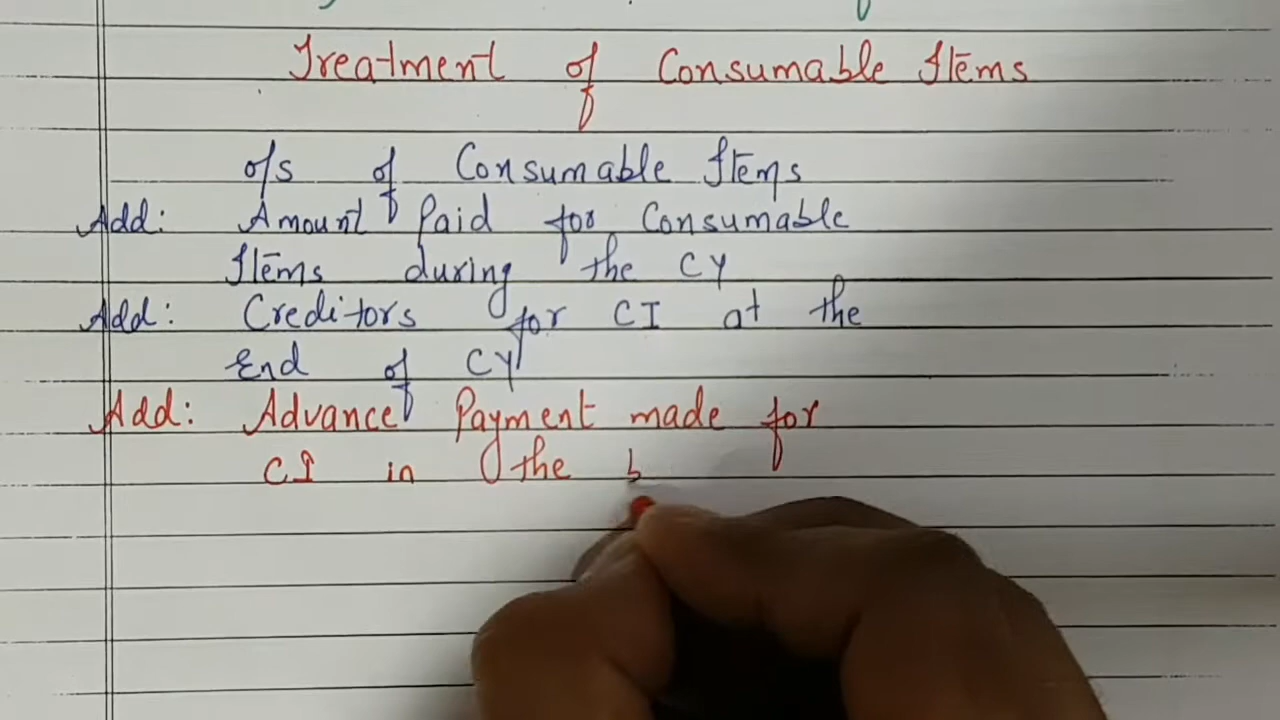 Treatment of Consumable Items
O/s of Consumable Items
Add: Amount Paid for Consumable
Items during the CY
Add: Creditors for CI at the
End of CY
Add: Advance Payment made for
CI in the b